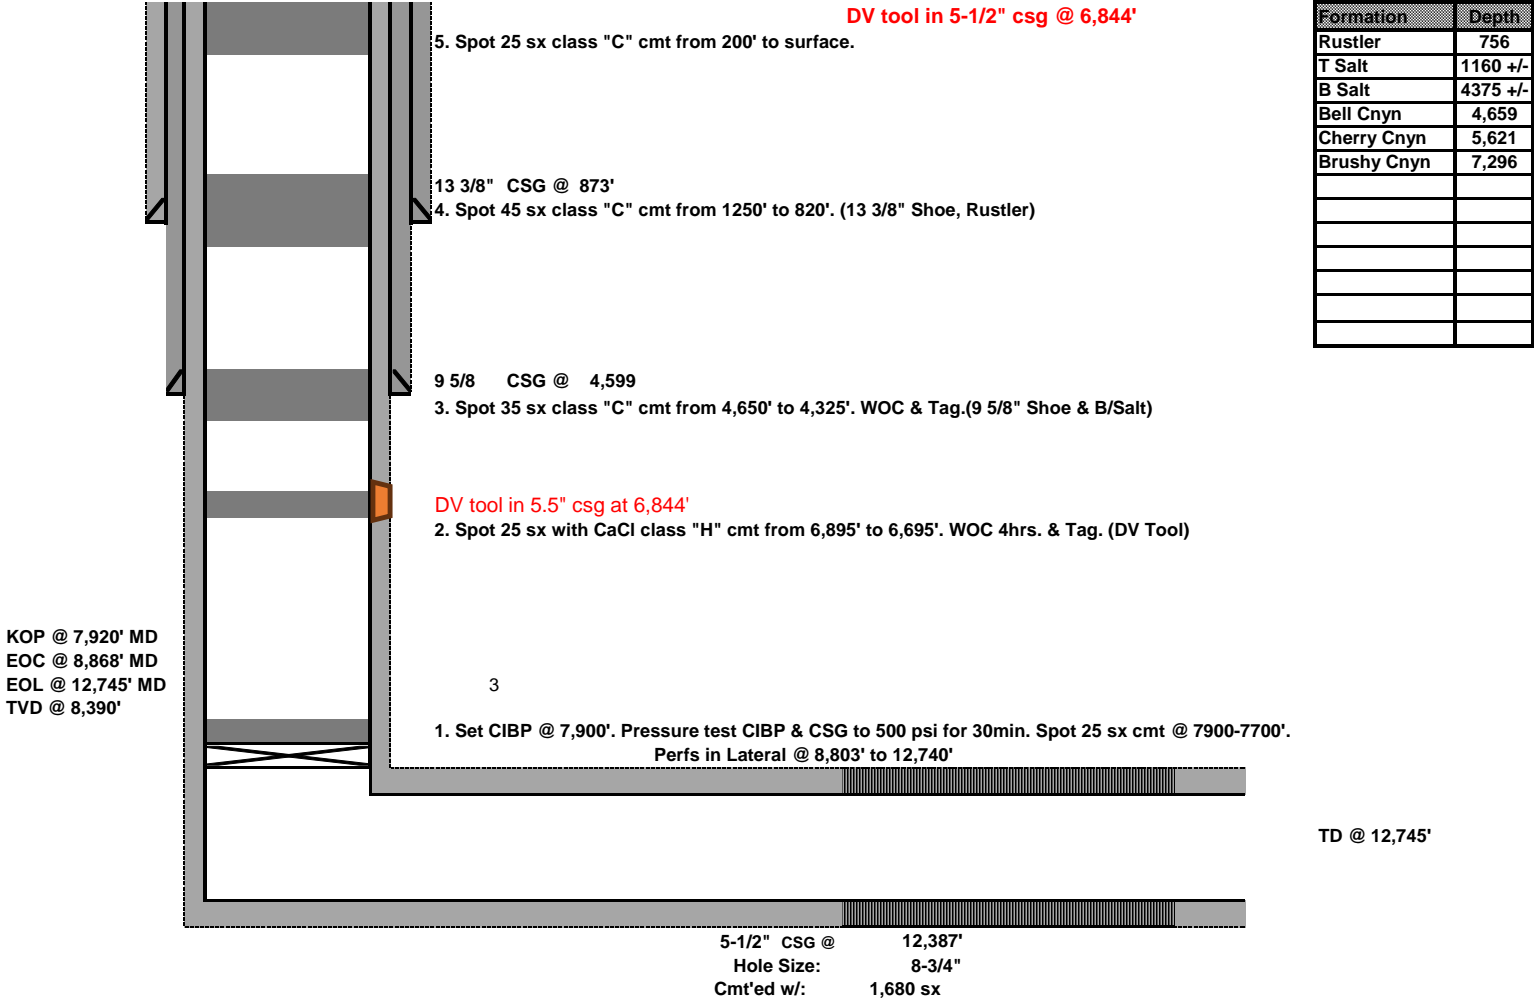 DV tool in 5-1/2" csg @ 6,844'
5. Spot 25 sx class "C" cmt from 200' to surface.
Formation Depth
Rustler 756
T Salt 1160 +/-
B Salt 4375 +/-
Bell Cnyn 4,659
Cherry Cnyn 5,621
Brushy Cnyn 7,296
13 3/8" CSG @ 873'
4. Spot 45 sx class "C" cmt from 1250' to 820'. (13 3/8" Shoe, Rustler)
9 5/8 CSG @ 4,599
3. Spot 35 sx class "C" cmt from 4,650' to 4,325'. WOC & Tag.(9 5/8" Shoe & B/Salt)
DV tool in 5.5" csg at 6,844'
2. Spot 25 sx with CaCl class "H" cmt from 6,895' to 6,695'. WOC 4hrs. & Tag. (DV Tool)
KOP @ 7,920' MD
EOC @ 8,868' MD
EOL @ 12,745' MD
TVD @ 8,390'
3
1. Set CIBP @ 7,900'. Pressure test CIBP & CSG to 500 psi for 30min. Spot 25 sx cmt @ 7900-7700'.
Perfs in Lateral @ 8,803' to 12,740'
TD @ 12,745'
5-1/2" CSG @ 12,387'
Hole Size: 8-3/4"
Cmt'ed w/: 1,680 sx